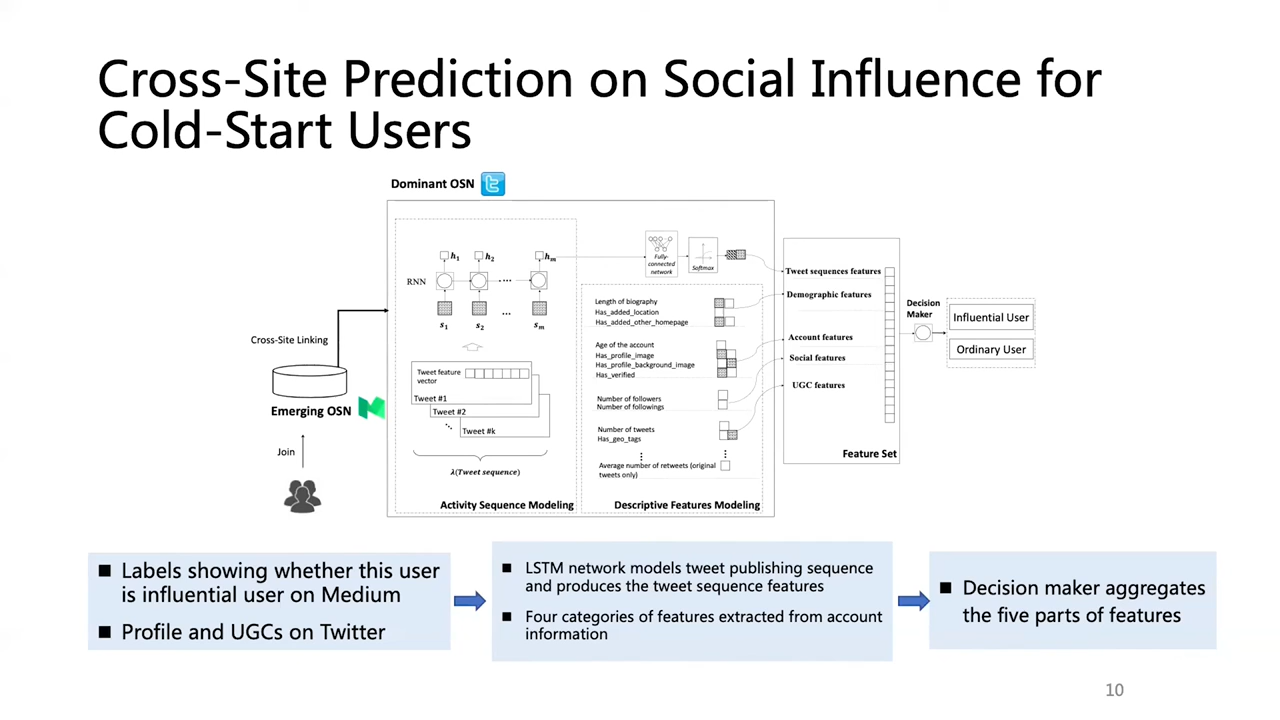 Cross-Site Prediction on Social Influence for
Cold-Start Users
Dominant OSN
Cross-Site Linking
Emerging OSN
Join
RNN
h₁
h₂
hₘ
...
s₁
s₂
...
sₘ
Tweet feature
vector
Tweet #1
Tweet #2
Tweet #k
λ(Tweet sequence)
Activity Sequence Modeling
Fully-
connected
network
Softmax
Length of biography
Has_added_location
Has_added_other_homepage
Age of the account
Has_profile_image
Has_profile_background_image
Has_verified
Number of followers
Number of followings
Number of tweets
Has_geo_tags
Average number of retweets (original
tweets only)
Descriptive Features Modeling
Tweet sequences features
Demographic features
Account features
Social features
UGC features
Feature Set
Decision
Maker
Influential User
Ordinary User
■ Labels showing whether this user
is influential user on Medium
■ Profile and UGCs on Twitter
■ LSTM network models tweet publishing sequence
and produces the tweet sequence features
■ Four categories of features extracted from account
information
■ Decision maker aggregates
the five parts of features
10